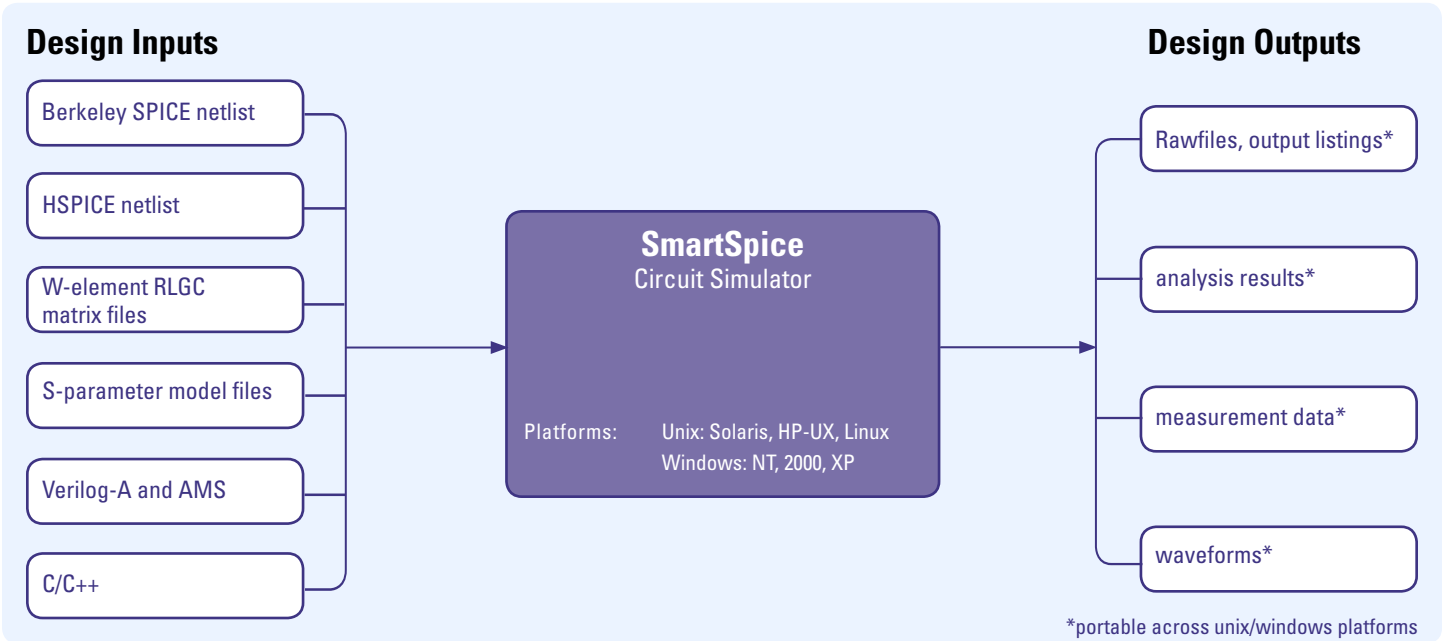 Design Inputs
Berkeley SPICE netlist
HSPICE netlist
W-element RLGC
matrix files
S-parameter model files
Verilog-A and AMS
C/C++
SmartSpice
Circuit Simulator
Platforms: Unix: Solaris, HP-UX, Linux
Windows: NT, 2000, XP
Design Outputs
Rawfiles, output listings*
analysis results*
measurement data*
waveforms*
*portable across unix/windows platforms